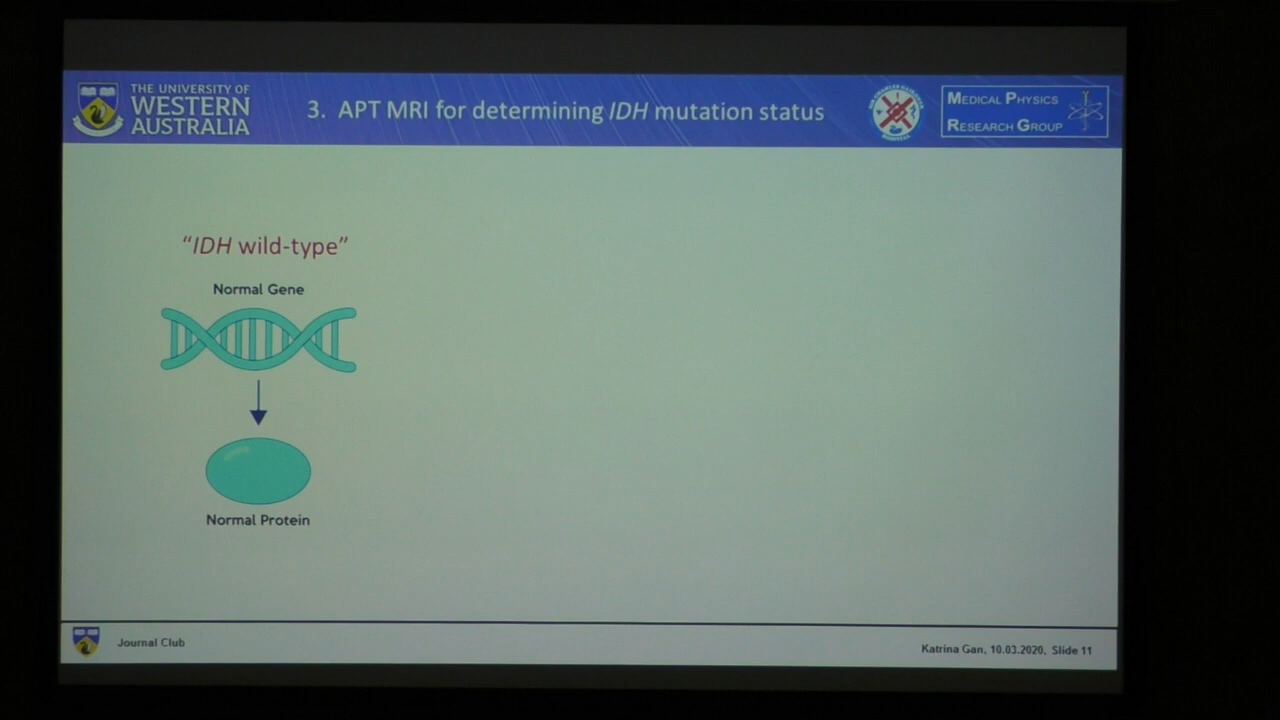 THE UNIVERSITY OF
WESTERN
AUSTRALIA
3. APT MRI for determining IDH mutation status
MEDICAL PHYSICS
RESEARCH GROUP
“IDH wild-type”
Normal Gene
Normal Protein
Journal Club
Katrina Gan, 10.03.2020, Slide 11